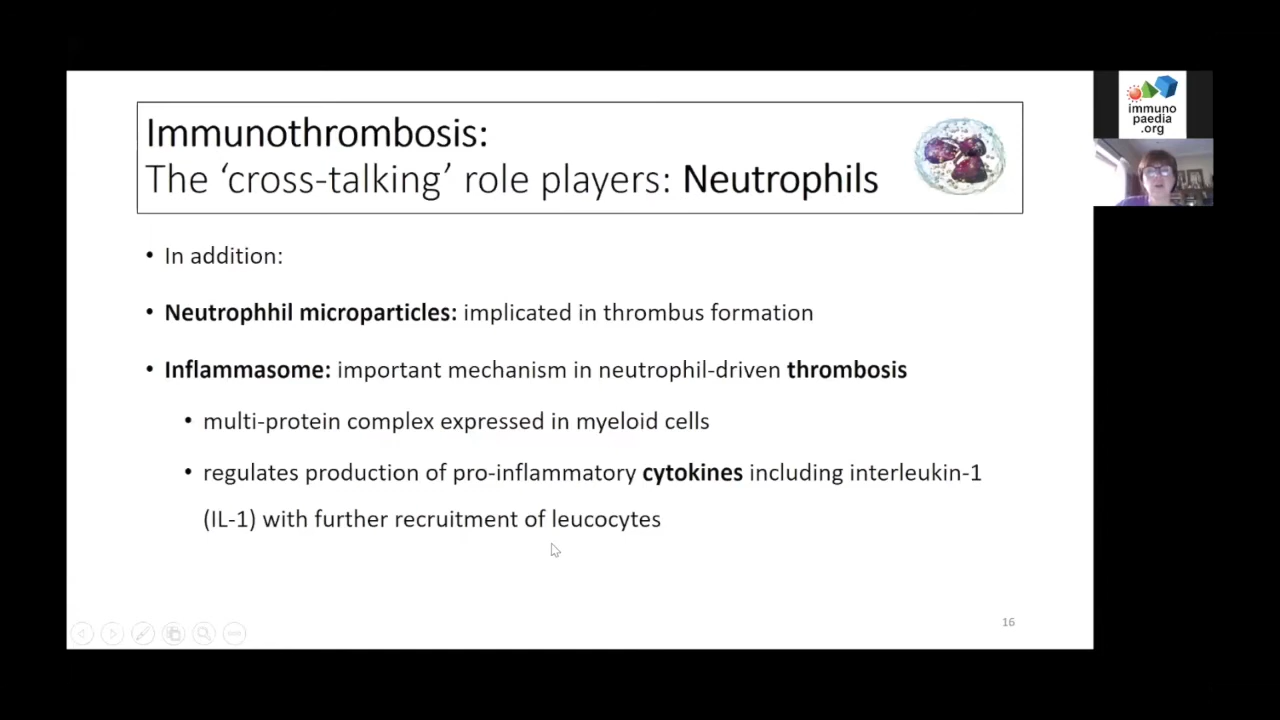 Immunothrombosis:
The ‘cross-talking’ role players: Neutrophils
• In addition:
• Neutrophhil microparticles: implicated in thrombus formation
• Inflammasome: important mechanism in neutrophil-driven thrombosis
• multi-protein complex expressed in myeloid cells
• regulates production of pro-inflammatory cytokines including interleukin-1
(IL-1) with further recruitment of leucocytes
16
immuno
paedia
.org